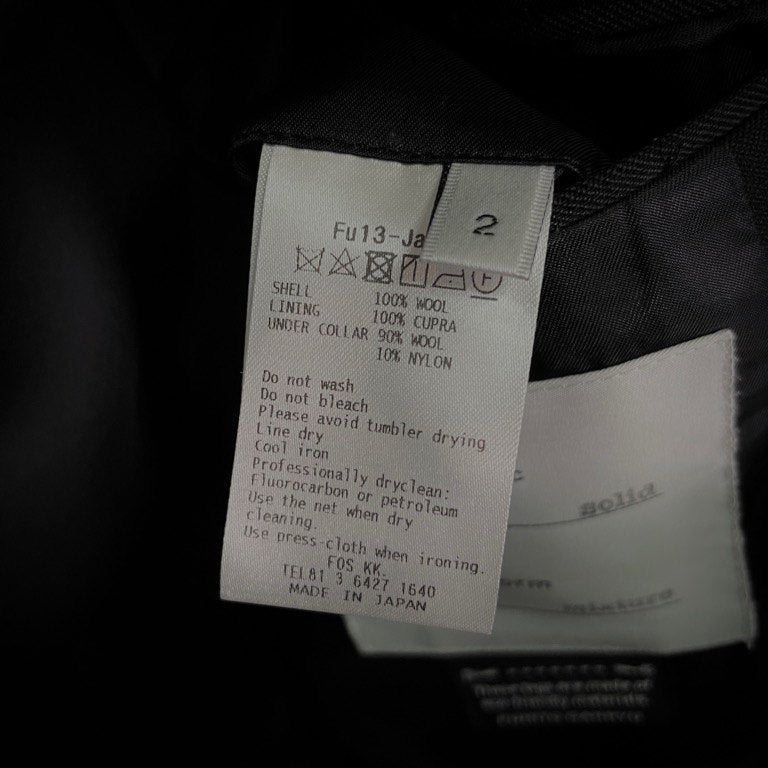 2
Fu13-Ja
SHELL 100% WOOL
LINING 100% CUPRA
UNDER COLLAR 90% WOOL
10% NYLON
Do not wash
Do not bleach
Please avoid tumbler drying
Line dry
Cool iron
Professionally dryclean:
Fluorocarbon or petroleum
Use the net when dry
cleaning.
Use press-cloth when ironing.
FOS KK.
TEL81 3 6427 1640
MADE IN JAPAN
Solid